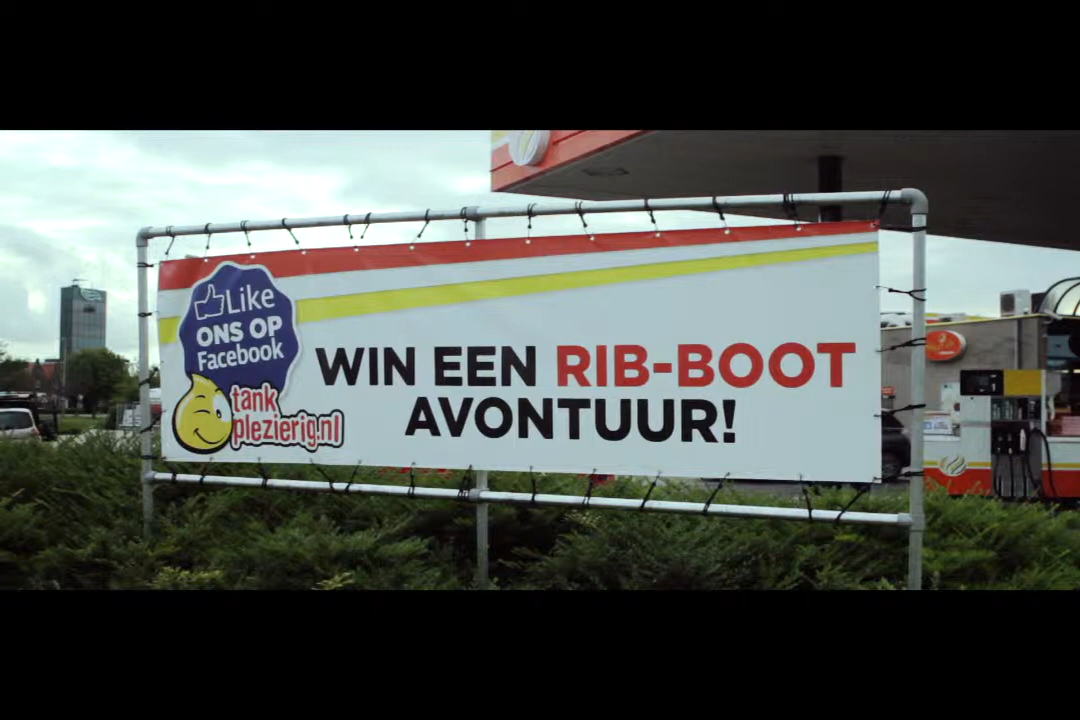 Like
ONS OP
Facebook
tank
plezierig.nl
WIN EEN RIB-BOOT
AVONTUUR!